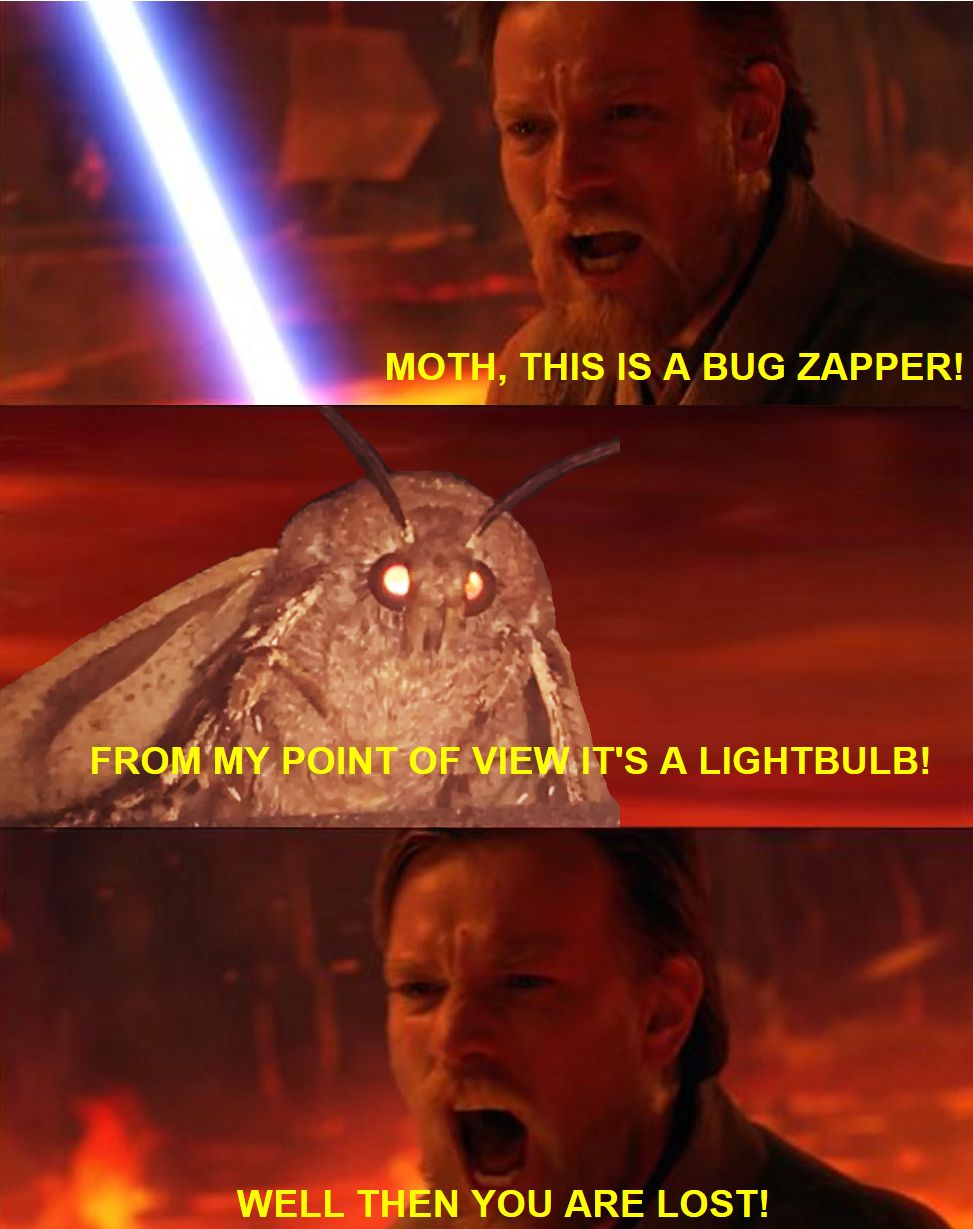 MOTH, THIS IS A BUG ZAPPER!
FROM MY POINT OF VIEW IT'S A LIGHTBULB!
WELL THEN YOU ARE LOST!